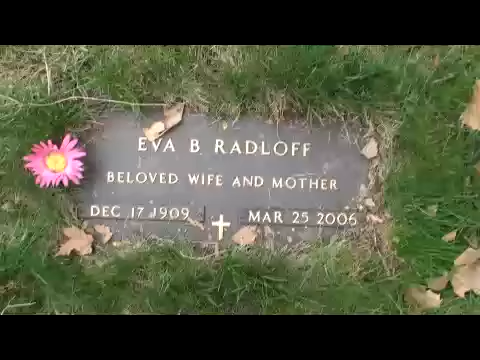 EVA B RADLOFF
BELOVED WIFE AND MOTHER
DEC 17 1909 MAR 25 2006